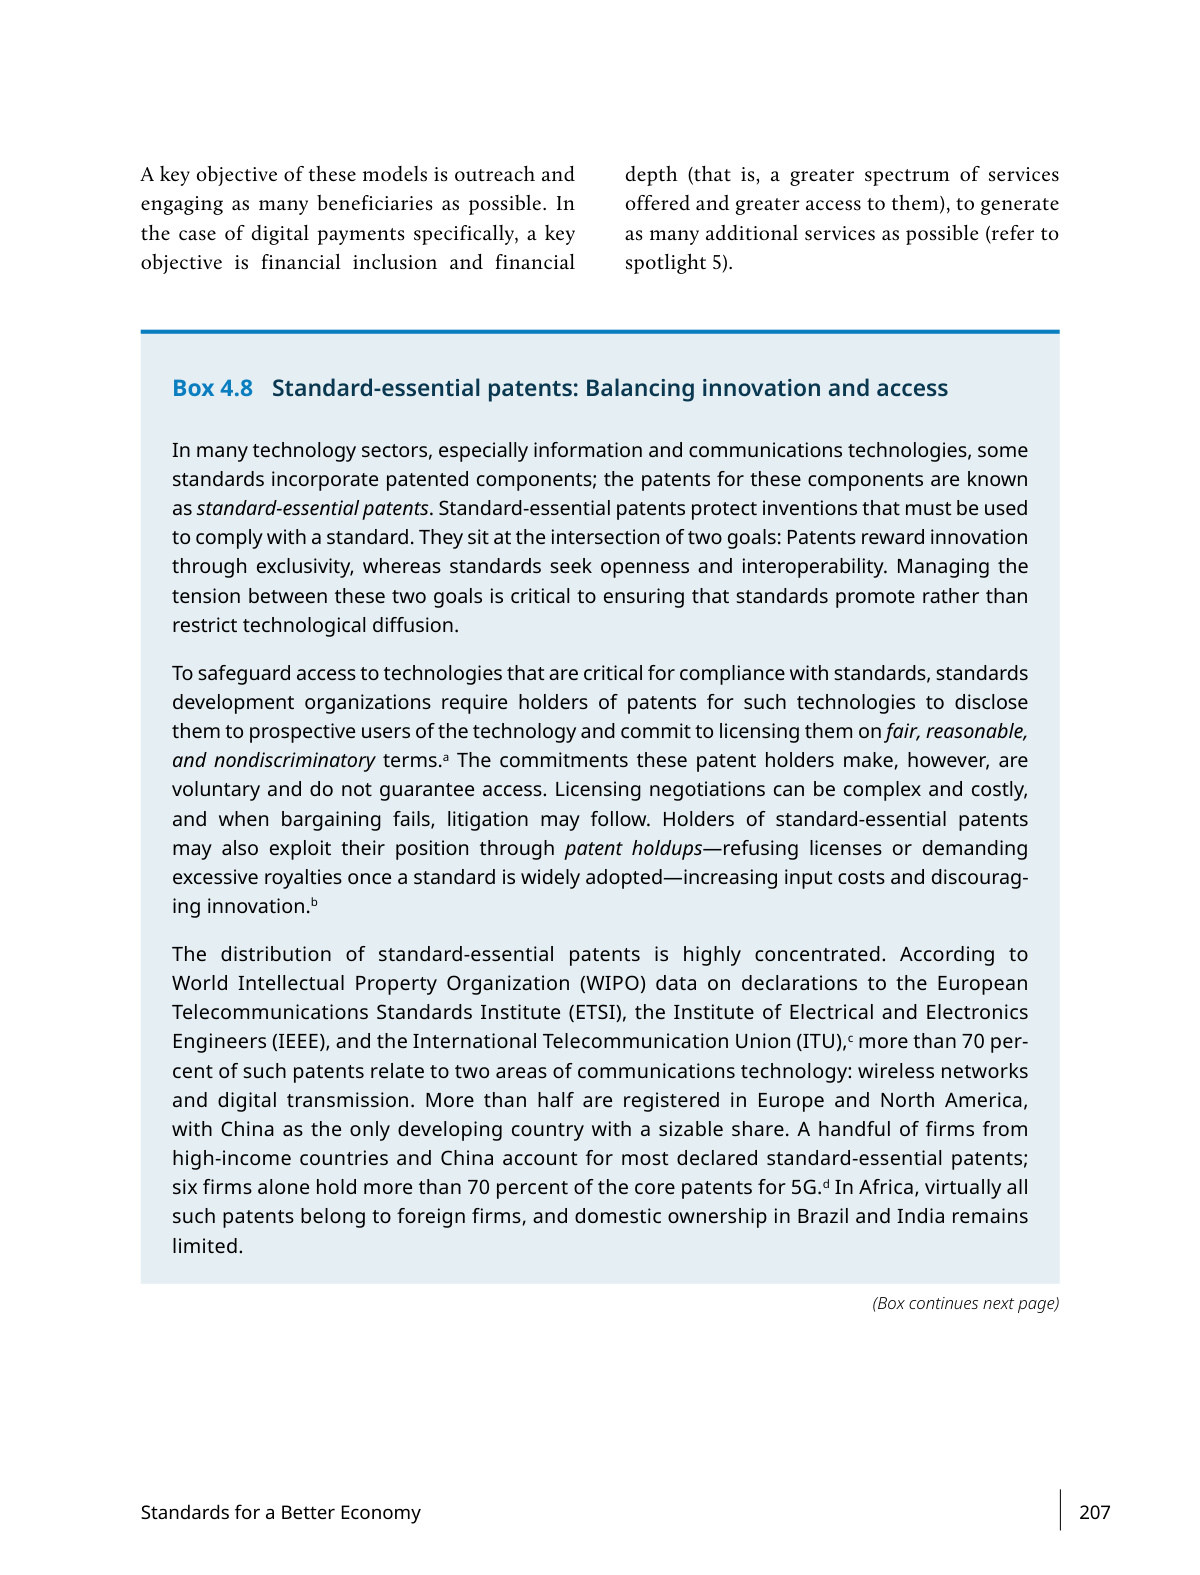 A key objective of these models is outreach and
engaging as many beneficiaries as possible. In
the case of digital payments specifically, a key
objective is financial inclusion and financial
depth (that is, a greater spectrum of services
offered and greater access to them), to generate
as many additional services as possible (refer to
spotlight 5).
Box 4.8 Standard-essential patents: Balancing innovation and access
In many technology sectors, especially information and communications technologies, some
standards incorporate patented components; the patents for these components are known
as standard-essential patents. Standard-essential patents protect inventions that must be used
to comply with a standard. They sit at the intersection of two goals: Patents reward innovation
through exclusivity, whereas standards seek openness and interoperability. Managing the
tension between these two goals is critical to ensuring that standards promote rather than
restrict technological diffusion.
To safeguard access to technologies that are critical for compliance with standards, standards
development organizations require holders of patents for such technologies to disclose
them to prospective users of the technology and commit to licensing them on fair, reasonable,
and nondiscriminatory terms.a The commitments these patent holders make, however, are
voluntary and do not guarantee access. Licensing negotiations can be complex and costly,
and when bargaining fails, litigation may follow. Holders of standard-essential patents
may also exploit their position through patent holdups—refusing licenses or demanding
excessive royalties once a standard is widely adopted—increasing input costs and discourag-
ing innovation.b
The distribution of standard-essential patents is highly concentrated. According to
World Intellectual Property Organization (WIPO) data on declarations to the European
Telecommunications Standards Institute (ETSI), the Institute of Electrical and Electronics
Engineers (IEEE), and the International Telecommunication Union (ITU),c more than 70 per-
cent of such patents relate to two areas of communications technology: wireless networks
and digital transmission. More than half are registered in Europe and North America,
with China as the only developing country with a sizable share. A handful of firms from
high-income countries and China account for most declared standard-essential patents;
six firms alone hold more than 70 percent of the core patents for 5G.d In Africa, virtually all
such patents belong to foreign firms, and domestic ownership in Brazil and India remains
limited.
(Box continues next page)
Standards for a Better Economy
207